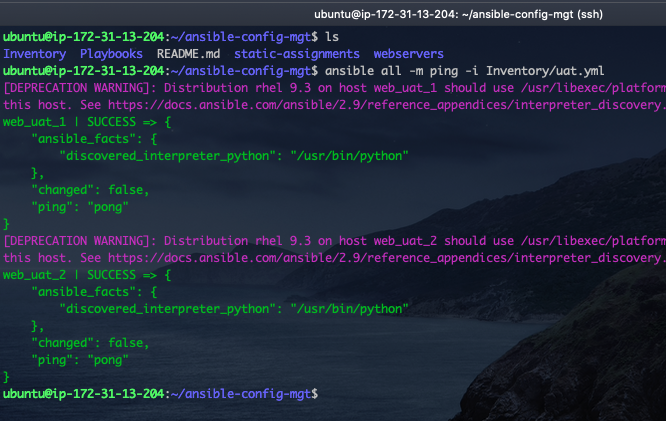 ubuntu@ip-172-31-13-204: ~/ansible-config-mgt (ssh)
ubuntu@ip-172-31-13-204:~/ansible-config-mgt$ ls
Inventory  Playbooks  README.md  static-assignments  webservers
ubuntu@ip-172-31-13-204:~/ansible-config-mgt$ ansible all -m ping -i Inventory/uat.yml
[DEPRECATION WARNING]: Distribution rhel 9.3 on host web_uat_1 should use /usr/libexec/platform
this host. See https://docs.ansible.com/ansible/2.9/reference_appendices/interpreter_discovery.
web_uat_1 | SUCCESS => {
    "ansible_facts": {
        "discovered_interpreter_python": "/usr/bin/python"
    },
    "changed": false,
    "ping": "pong"
}
[DEPRECATION WARNING]: Distribution rhel 9.3 on host web_uat_2 should use /usr/libexec/platform
this host. See https://docs.ansible.com/ansible/2.9/reference_appendices/interpreter_discovery.
web_uat_2 | SUCCESS => {
    "ansible_facts": {
        "discovered_interpreter_python": "/usr/bin/python"
    },
    "changed": false,
    "ping": "pong"
}
ubuntu@ip-172-31-13-204:~/ansible-config-mgt$